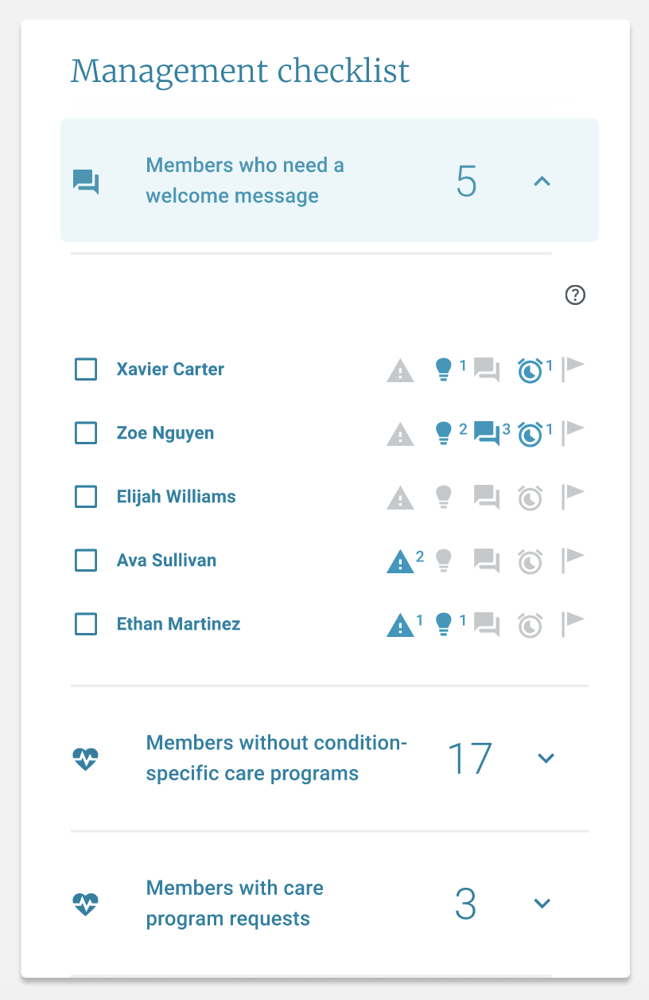 Management checklist
Members who need a
welcome message
5
?
Xavier Carter
1
1
Zoe Nguyen
2
3
1
Elijah Williams
Ava Sullivan
2
Ethan Martinez
1
1
Members without condition-
specific care programs
17
Members with care
program requests
3